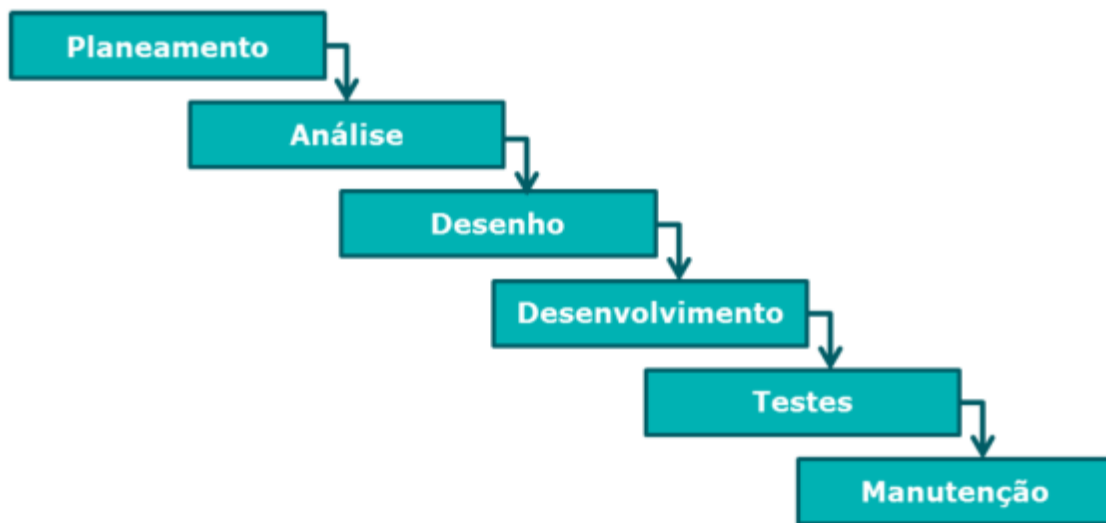 Planeamento
Análise
Desenho
Desenvolvimento
Testes
Manutenção